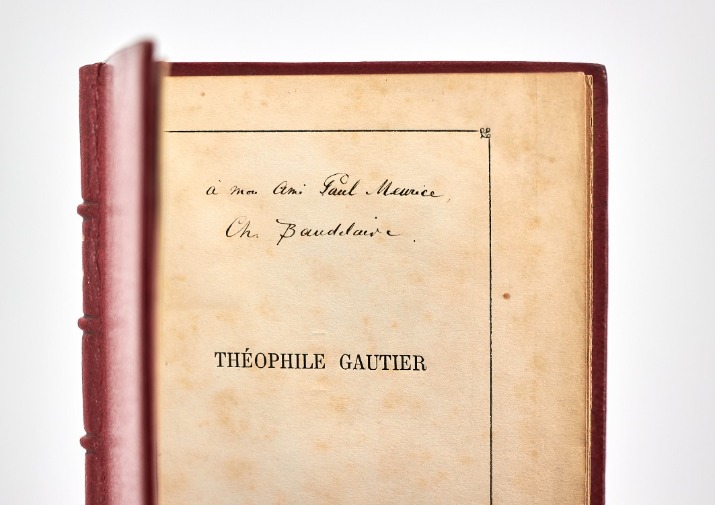 à mon ami Paul Meurice,
Ch. Baudelaire.
THÉOPHILE GAUTIER